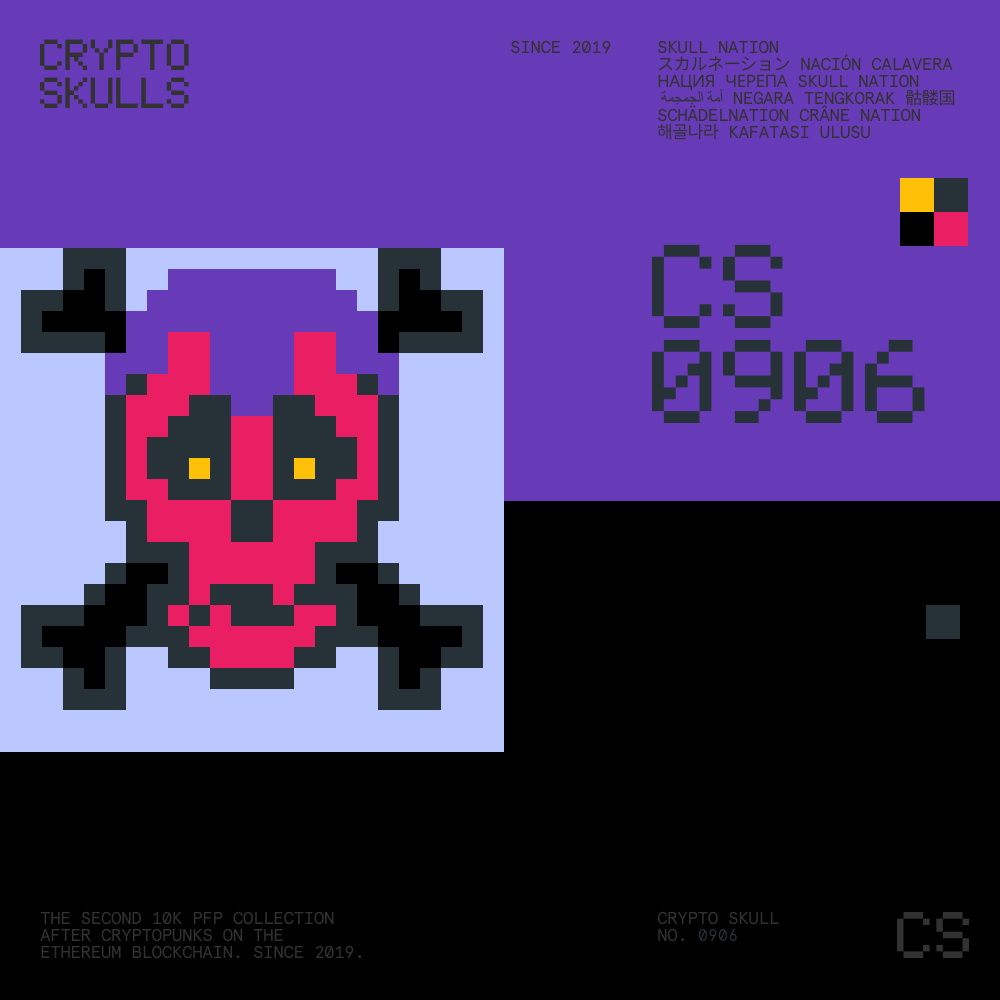 CRYPTO
SKULLS
SINCE 2019
SKULL NATION
スカルネーション NACIÓN CALAVERA
НАЦИЯ ЧЕРЕПА SKULL NATION
أمة الجمجمة NEGARA TENGKORAK 骷髅国
SCHÄDELNATION CRÂNE NATION
해골나라 KAFATASI ULUSU
CS
0906
THE SECOND 10K PFP COLLECTION
AFTER CRYPTOPUNKS ON THE
ETHEREUM BLOCKCHAIN. SINCE 2019.
CRYPTO SKULL
NO. 0906
CS